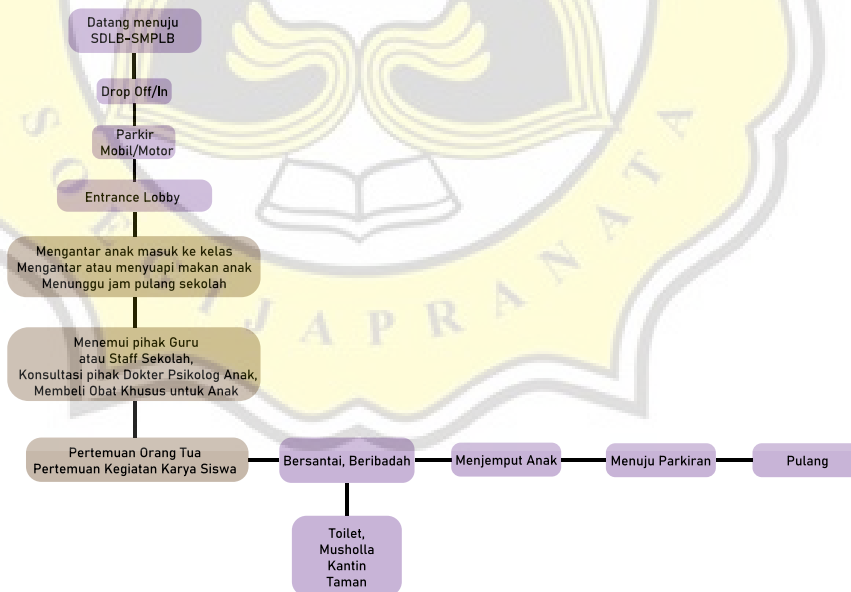 Datang menuju
SDLB-SMPLB
Drop Off/In
Parkir
Mobil/Motor
Entrance Lobby
Mengantar anak masuk ke kelas
Mengantar atau menyuapi makan anak
Menunggu jam pulang sekolah
Menemui pihak Guru
atau Staff Sekolah,
Konsultasi pihak Dokter Psikolog Anak,
Membeli Obat Khusus untuk Anak
Pertemuan Orang Tua
Pertemuan Kegiatan Karya Siswa
Bersantai, Beribadah
Menjemput Anak
Menuju Parkiran
Pulang
Toilet,
Musholla
Kantin
Taman
SOEGIJAPRANATA